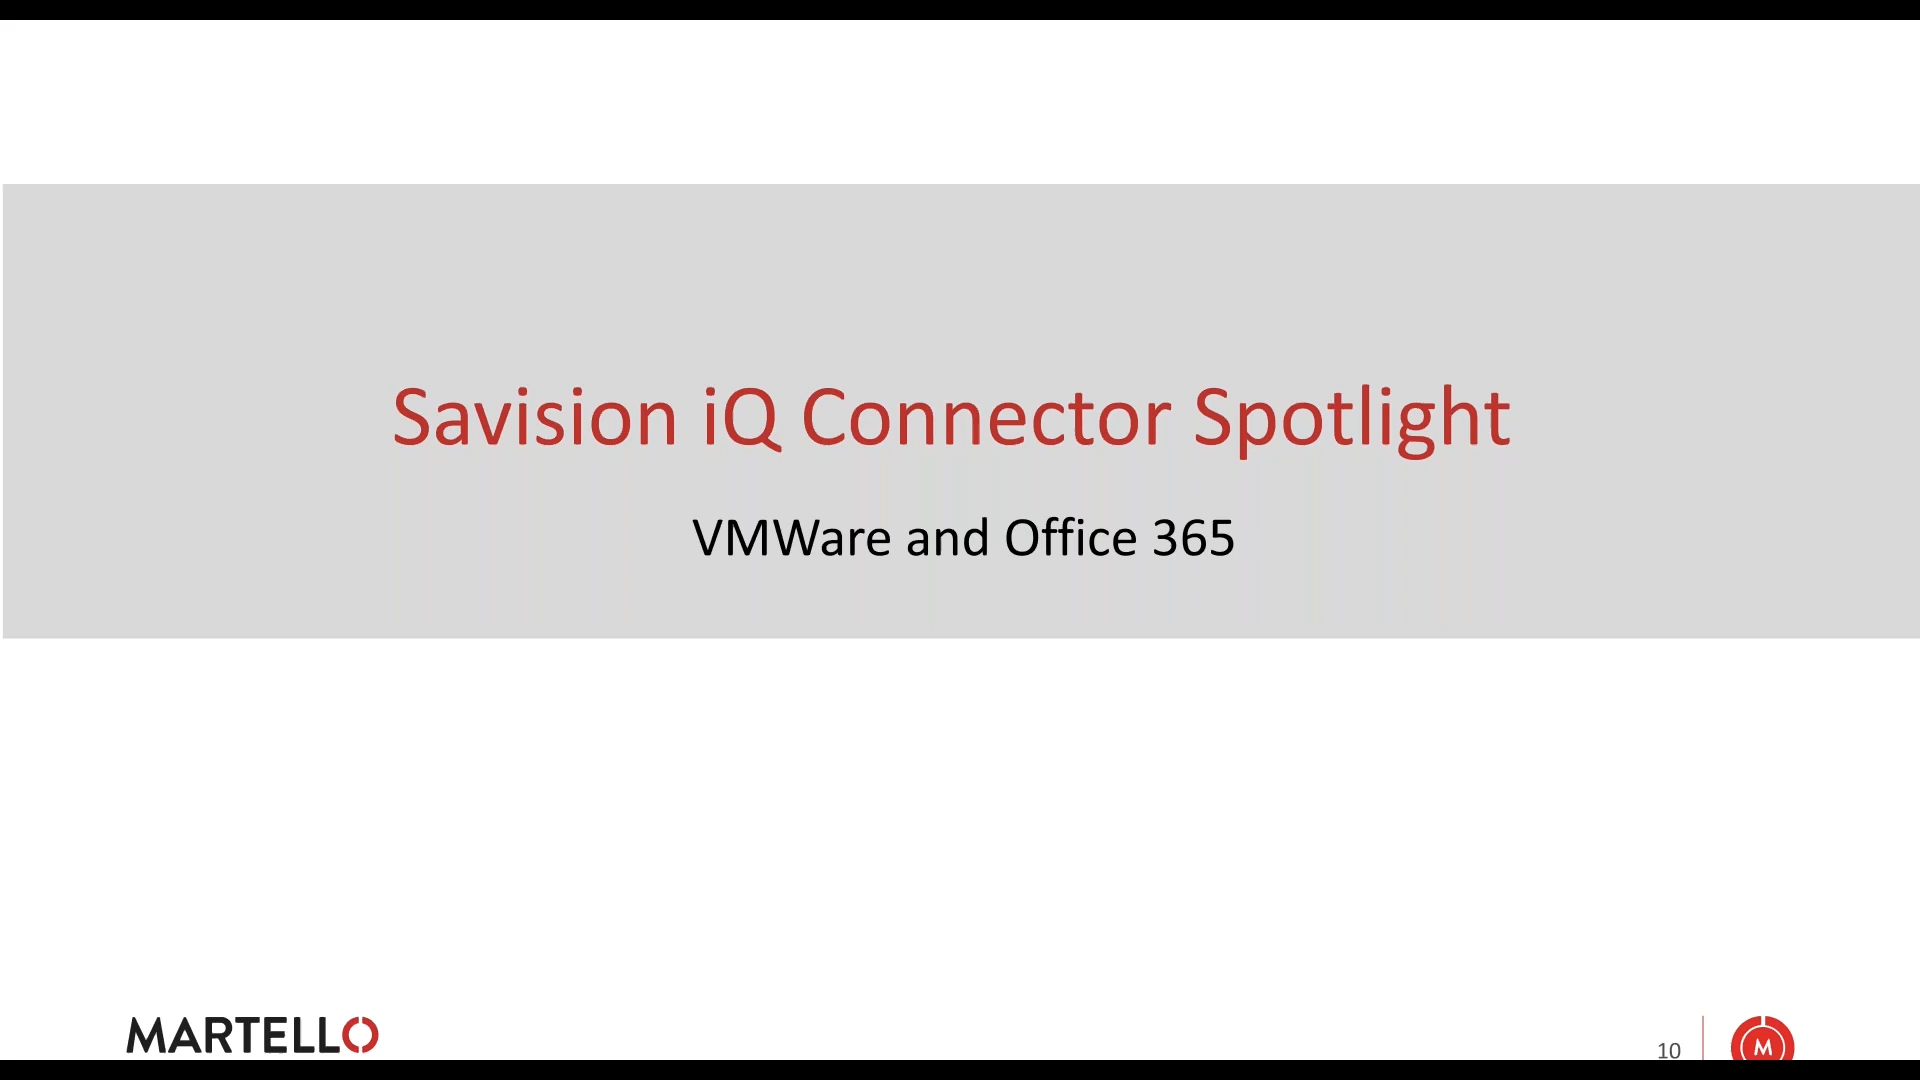 Savision iQ Connector Spotlight
VMWare and Office 365
MARTELLO
10
M